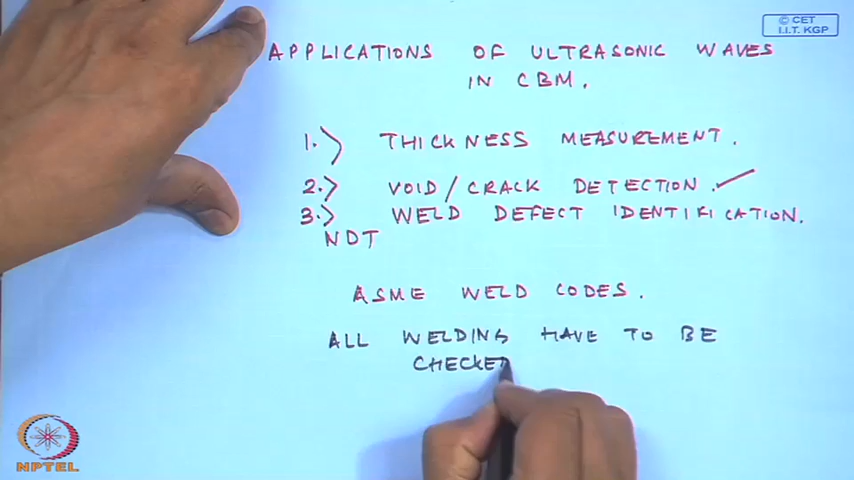 © CET
I.I.T. KGP
APPLICATIONS OF ULTRASONIC WAVES
IN CBM.
1.) THICKNESS MEASUREMENT.
2.) VOID/CRACK DETECTION.
3.) WELD DEFECT IDENTIFICATION.
NDT
ASME WELD CODES.
ALL WELDING HAVE TO BE
CHECKED
NPTEL